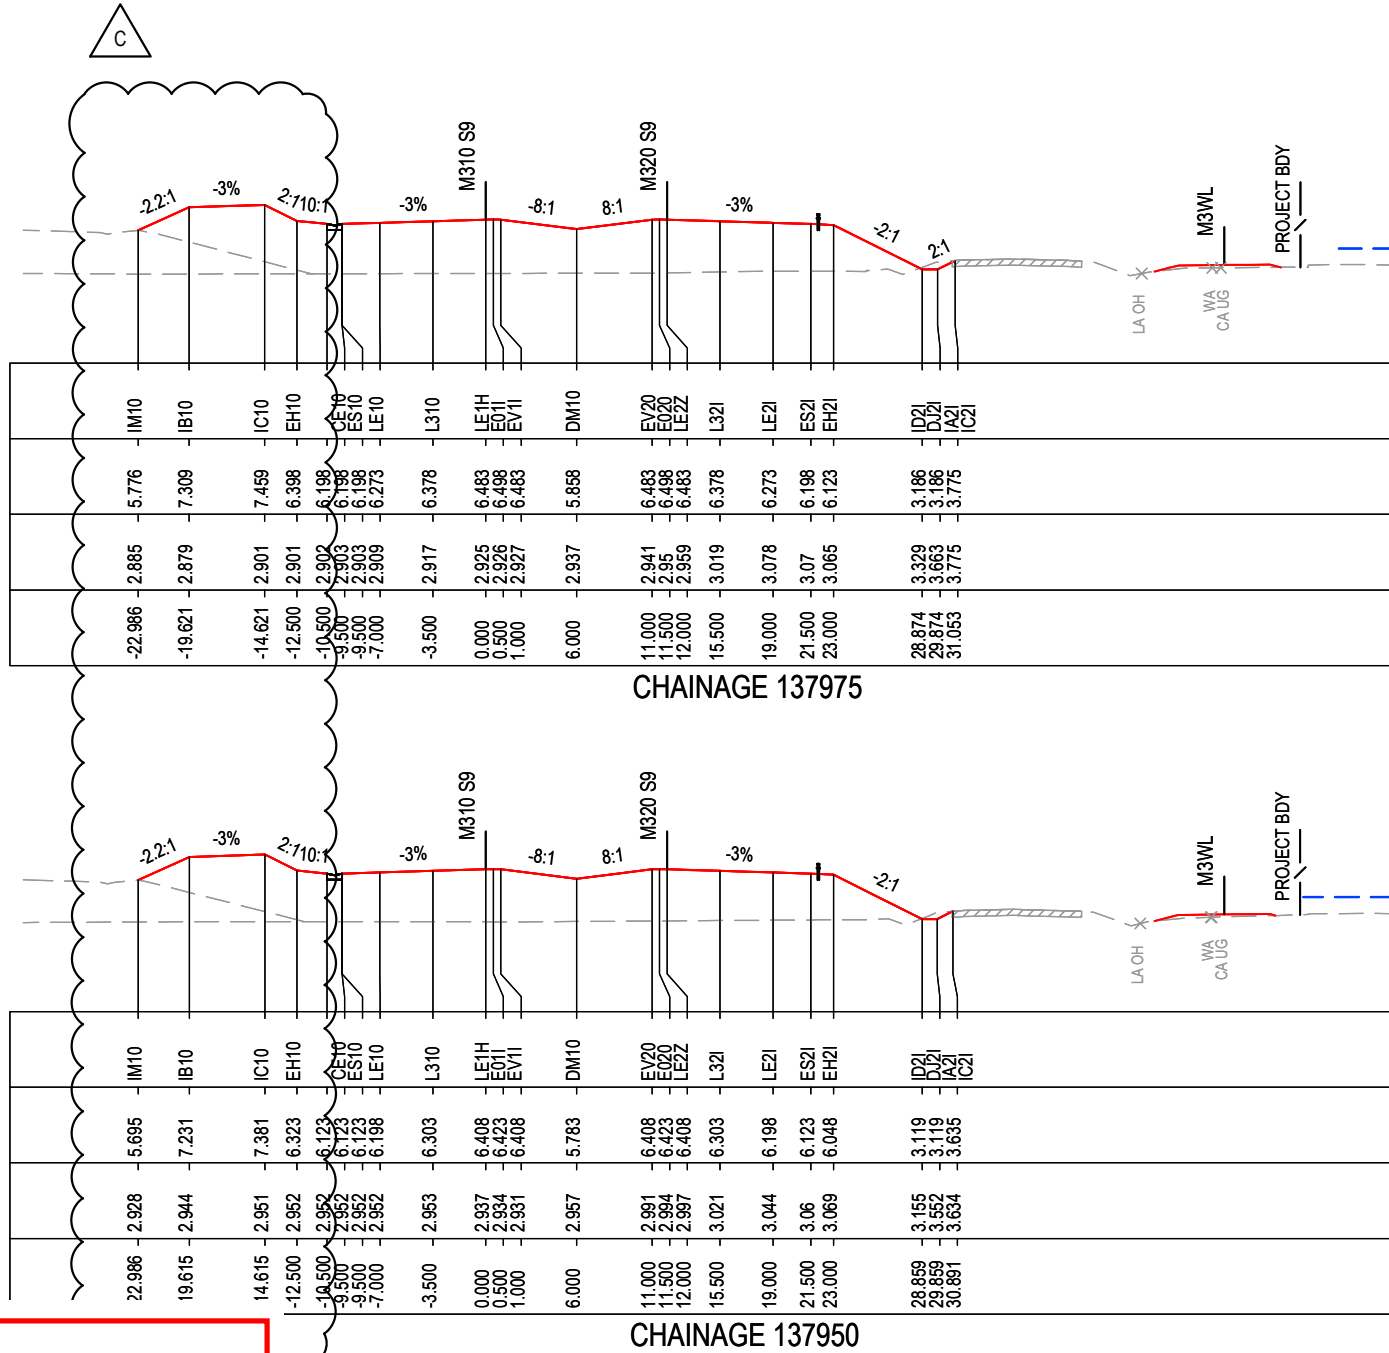 C
M310 S9
M320 S9
M3WL
PROJECT BDY
-2.2:1
-3%
2:1
10:1
-3%
-8:1
8:1
-3%
-2:1
2:1
LA OH
WA
CA UG
IM10 IB10 IC10 EH10 CE10 ES10 LE10 L310 LE1H E01I EV1I DM10 EV20 E020 LE2Z L32I LE2I ES2I EH2I ID2I DJ2I IA2I IC2I
5.776 7.309 7.459 6.398 6.198 6.198 6.198 6.273 6.378 6.483 6.498 6.483 5.858 6.483 6.498 6.483 6.378 6.273 6.198 6.123 3.186 3.186 3.775
2.885 2.879 2.901 2.901 2.902 2.903 2.903 2.909 2.917 2.925 2.926 2.927 2.937 2.941 2.95 2.959 3.019 3.078 3.07 3.065 3.329 3.663 3.775
-22.986 -19.621 -14.621 -12.500 -10.500 -9.500 -9.500 -7.000 -3.500 0.000 0.500 1.000 6.000 11.000 11.500 12.000 15.500 19.000 21.500 23.000 28.874 29.874 31.053
CHAINAGE 137975
M310 S9
M320 S9
M3WL
PROJECT BDY
-2.2:1
-3%
2:1
10:1
-3%
-8:1
8:1
-3%
-2:1
LA OH
WA
CA UG
IM10 IB10 IC10 EH10 CE10 ES10 LE10 L310 LE1H E01I EV1I DM10 EV20 E020 LE2Z L32I LE2I ES2I EH2I ID2I DJ2I IA2I IC2I
5.695 7.231 7.381 6.323 6.123 6.123 6.123 6.198 6.303 6.408 6.423 6.408 5.783 6.408 6.423 6.408 6.303 6.198 6.123 6.048 3.119 3.119 3.635
2.928 2.944 2.951 2.952 2.952 2.952 2.952 2.952 2.953 2.937 2.934 2.931 2.957 2.991 2.994 2.997 3.021 3.044 3.06 3.069 3.155 3.552 3.634
22.986 19.615 14.615 -12.500 -10.500 -9.500 -9.500 -7.000 -3.500 0.000 0.500 1.000 6.000 11.000 11.500 12.000 15.500 19.000 21.500 23.000 28.859 29.859 30.891
CHAINAGE 137950